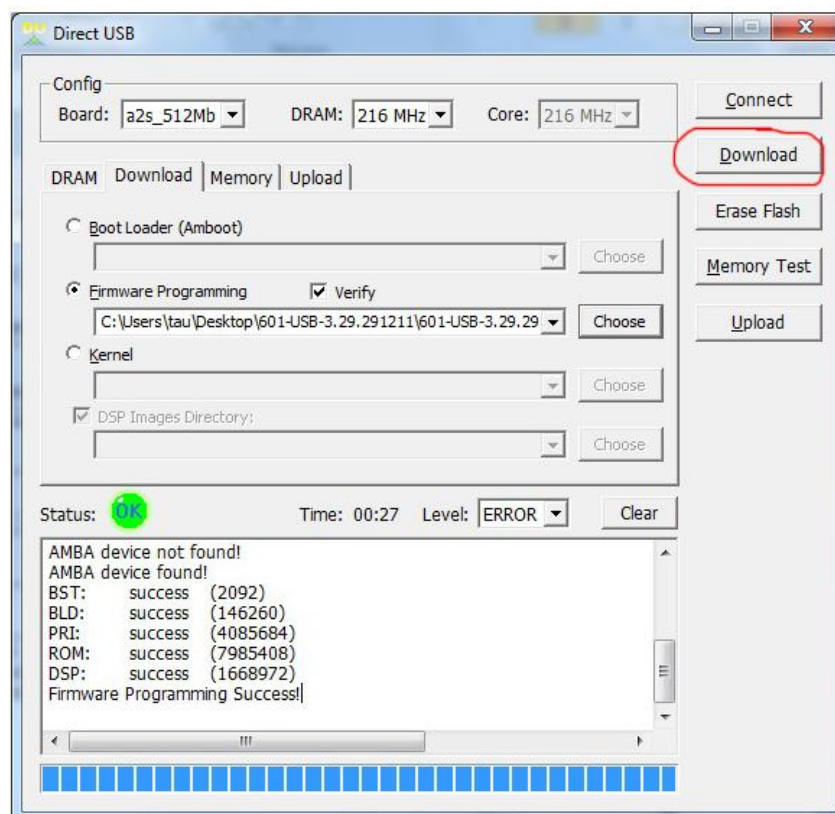 Direct USB
Config
Board: a2s_512Mb DRAM: 216 MHz Core: 216 MHz
Connect
Download
Erase Flash
Memory Test
Upload
DRAM Download Memory Upload
Boot Loader (Amboot)
Choose
Firmware Programming Verify
C:\Users\tau\Desktop\601-USB-3.29.291211\601-USB-3.29.29 Choose
Kernel
Choose
DSP Images Directory:
Choose
Status: OK Time: 00:27 Level: ERROR Clear
AMBA device not found!
AMBA device found!
BST: success (2092)
BLD: success (146260)
PRI: success (4085684)
ROM: success (7985408)
DSP: success (1668972)
Firmware Programming Success!